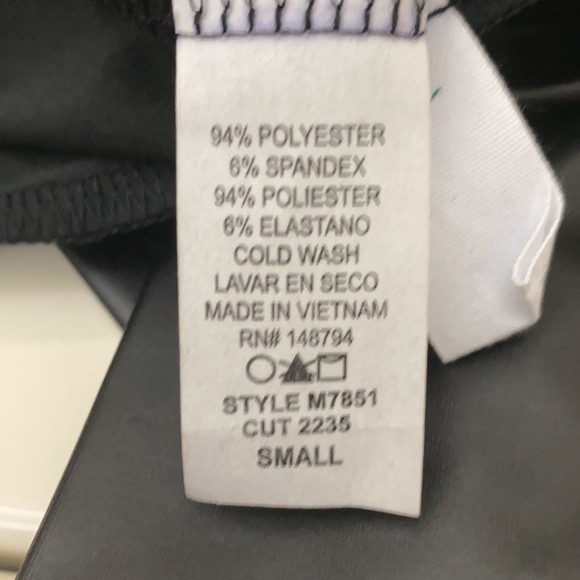 94% POLYESTER
6% SPANDEX
94% POLIESTER
6% ELASTANO
COLD WASH
LAVAR EN SECO
MADE IN VIETNAM
RN# 148794
STYLE M7851
CUT 2235
SMALL